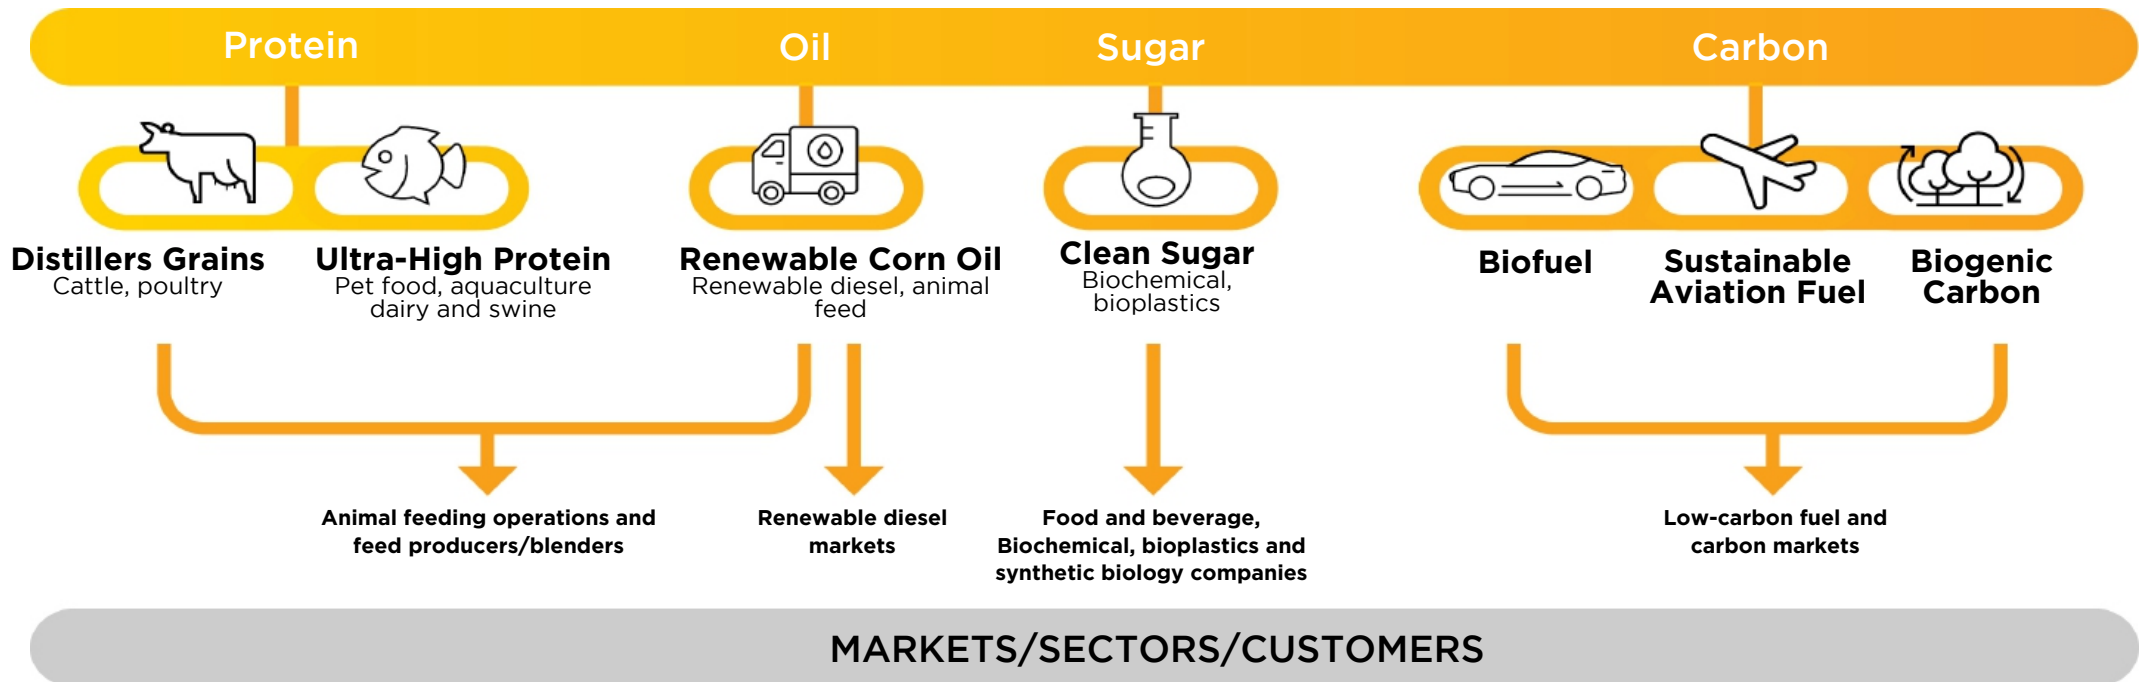 Protein
Oil
Sugar
Carbon
Distillers Grains
Cattle, poultry
Ultra-High Protein
Pet food, aquaculture
dairy and swine
Renewable Corn Oil
Renewable diesel, animal
feed
Clean Sugar
Biochemical,
bioplastics
Biofuel
Sustainable
Aviation Fuel
Biogenic
Carbon
Animal feeding operations and
feed producers/blenders
Renewable diesel
markets
Food and beverage,
Biochemical, bioplastics and
synthetic biology companies
Low-carbon fuel and
carbon markets
MARKETS/SECTORS/CUSTOMERS